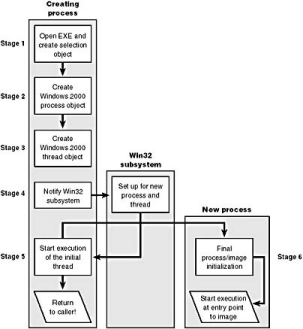 Creating
process
Stage 1
Open EXE and
create selection
object
Stage 2
Create
Windows 2000
process object
Stage 3
Create
Windows 2000
thread object
Win32
subsystem
Stage 4
Notify Win32
subsystem
Set up for new
process and
thread
New process
Stage 5
Start execution
of the initial
thread
Final
process/image
initialization
Stage 6
Return
to caller!
Start execution
at entry point
to image